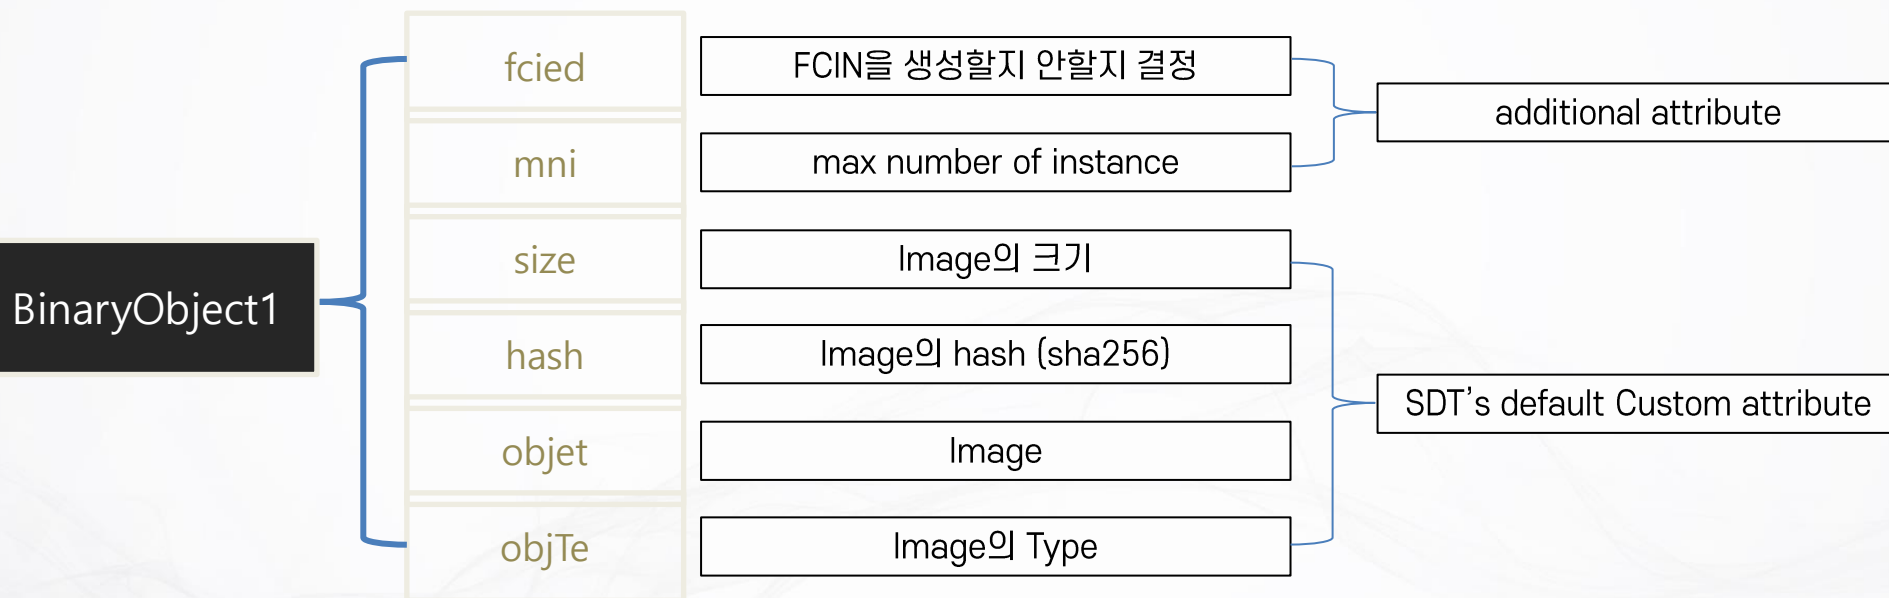 BinaryObject1
fcied
FCIN을 생성할지 안할지 결정
mni
max number of instance
additional attribute
size
Image의 크기
hash
Image의 hash (sha256)
objet
Image
objTe
Image의 Type
SDT's default Custom attribute